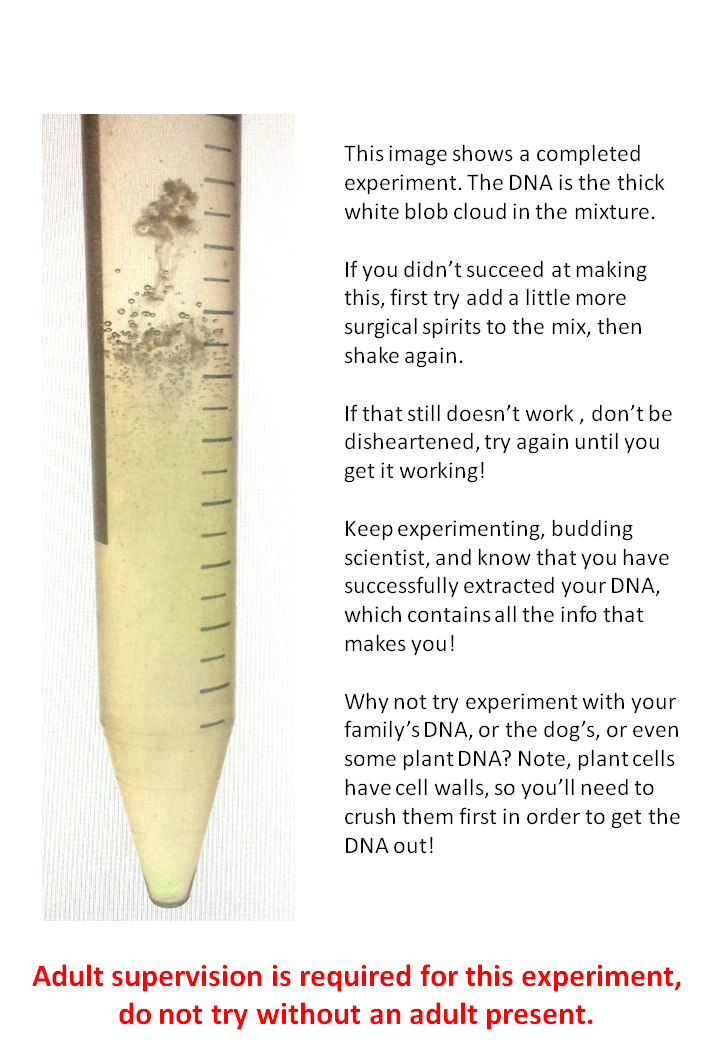 This image shows a completed
experiment. The DNA is the thick
white blob cloud in the mixture.
If you didn’t succeed at making
this, first try add a little more
surgical spirits to the mix, then
shake again.
If that still doesn’t work , don’t be
disheartened, try again until you
get it working!
Keep experimenting, budding
scientist, and know that you have
successfully extracted your DNA,
which contains all the info that
makes you!
Why not try experiment with your
family’s DNA, or the dog’s, or even
some plant DNA? Note, plant cells
have cell walls, so you’ll need to
crush them first in order to get the
DNA out!
Adult supervision is required for this experiment,
do not try without an adult present.